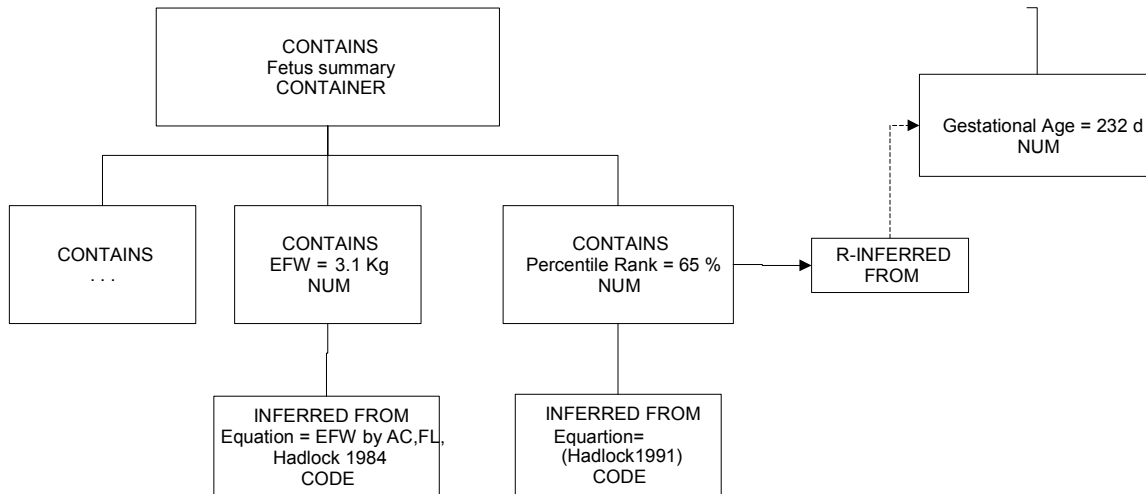 CONTAINS
Fetus summary
CONTAINER
Gestational Age = 232 d
NUM
CONTAINS
. . .
CONTAINS
EFW = 3.1 Kg
NUM
CONTAINS
Percentile Rank = 65 %
NUM
R-INFERRED
FROM
INFERRED FROM
Equation = EFW by AC,FL,
Hadlock 1984
CODE
INFERRED FROM
Equartion=
(Hadlock1991)
CODE